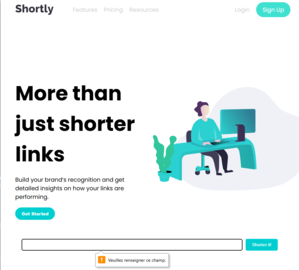 Shortly
Features Pricing Resources
Login Sign Up
More than
just shorter
links
Build your brand's recognition and get
detailed insights on how your links are
performing.
Get Started
Shorten it!
Veuillez renseigner ce champ.